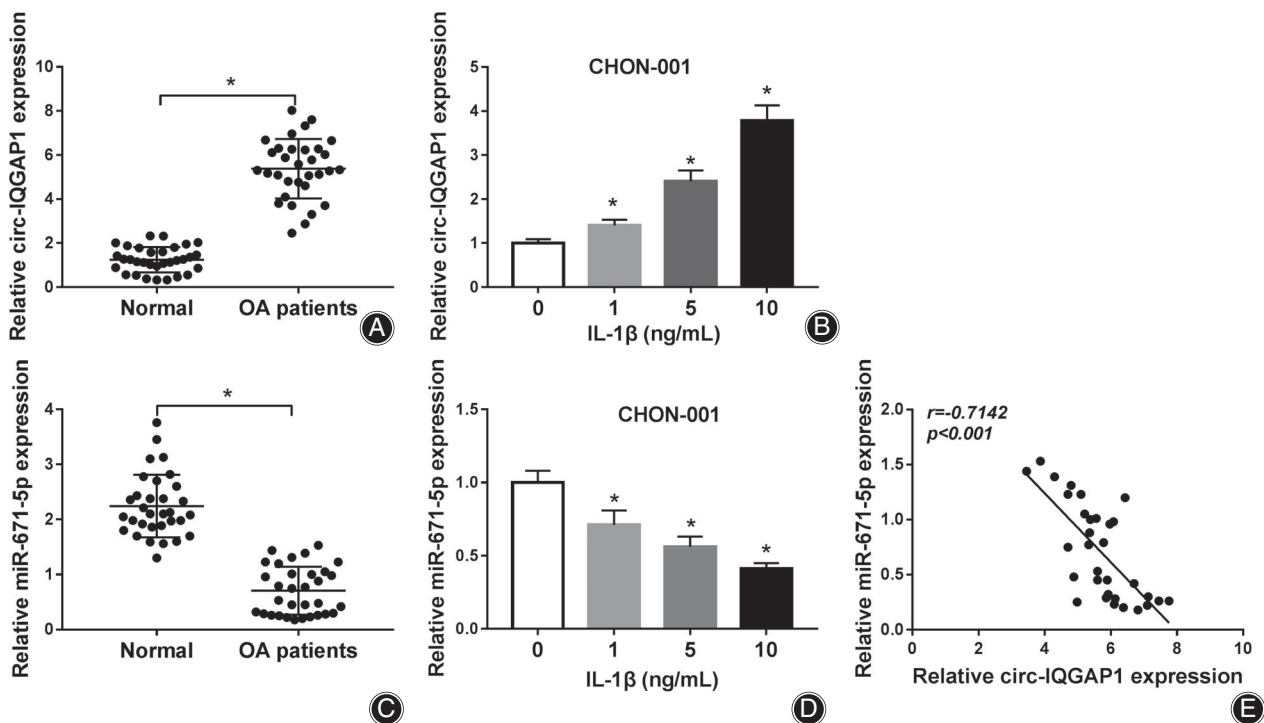 Relative circ-IQGAP1 expression
10
8
6
4
2
0
*
Normal OA patients
A
Relative circ-IQGAP1 expression
5
4
3
2
1
0
CHON-001
* * *
0 1 5 10
IL-1β (ng/mL)
B
Relative miR-671-5p expression
4
3
2
1
0
*
Normal OA patients
C
Relative miR-671-5p expression
1.5
1.0
0.5
0.0
CHON-001
* * *
0 1 5 10
IL-1β (ng/mL)
D
Relative miR-671-5p expression
2.0
1.5
1.0
0.5
0.0
r=-0.7142
p<0.001
0 2 4 6 8 10
Relative circ-IQGAP1 expression
E